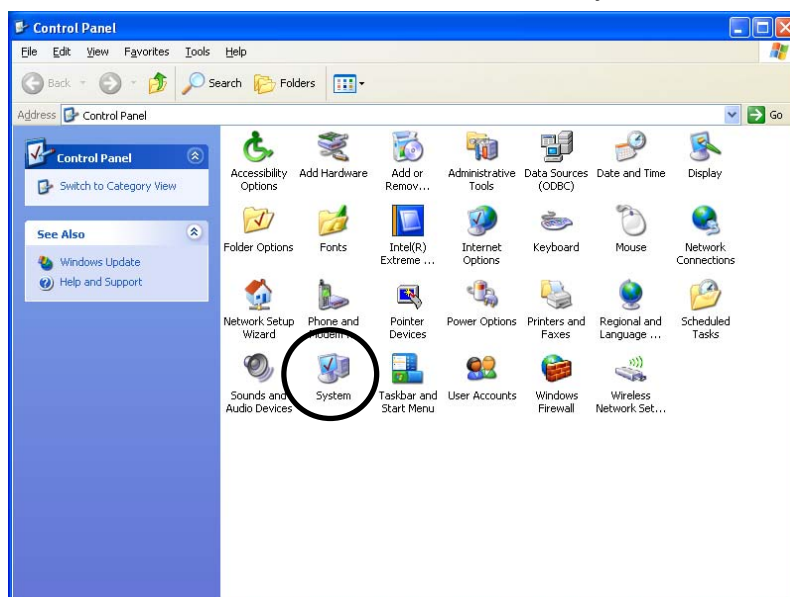 Control Panel
File Edit View Favorites Tools Help
Back Search Folders
Address Control Panel Go
Control Panel
Switch to Category View
See Also
Windows Update
Help and Support
Accessibility Options
Add Hardware
Add or Remov...
Administrative Tools
Data Sources (ODBC)
Date and Time
Display
Folder Options
Fonts
Intel(R) Extreme ...
Internet Options
Keyboard
Mouse
Network Connections
Network Setup Wizard
Phone and
Pointer Devices
Power Options
Printers and Faxes
Regional and Language ...
Scheduled Tasks
Sounds and Audio Devices
System
Taskbar and Start Menu
User Accounts
Windows Firewall
Wireless Network Set...